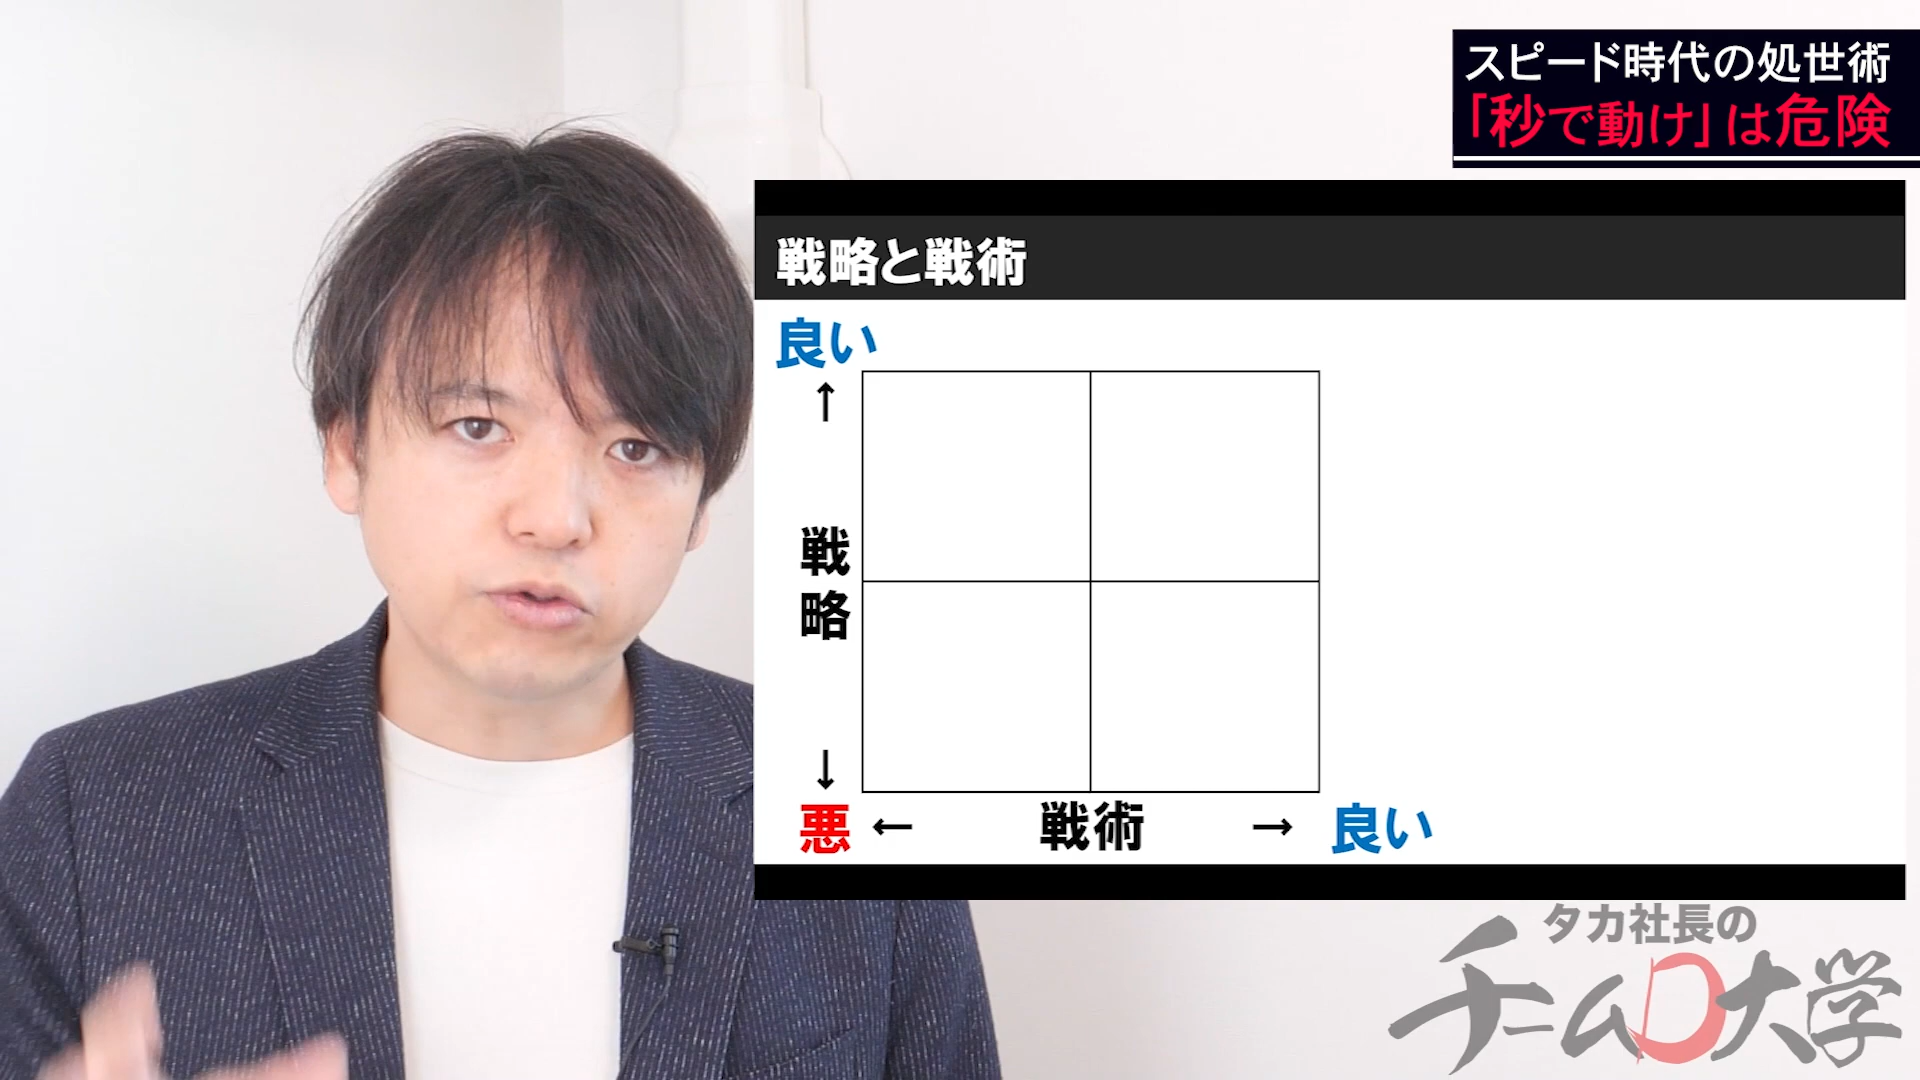 スピード時代の処世術
「秒で動け」は危険
戦略と戦術
良い
↑
戦略
↓
悪 ← 戦術 → 良い
タカ社長の
チームD大学